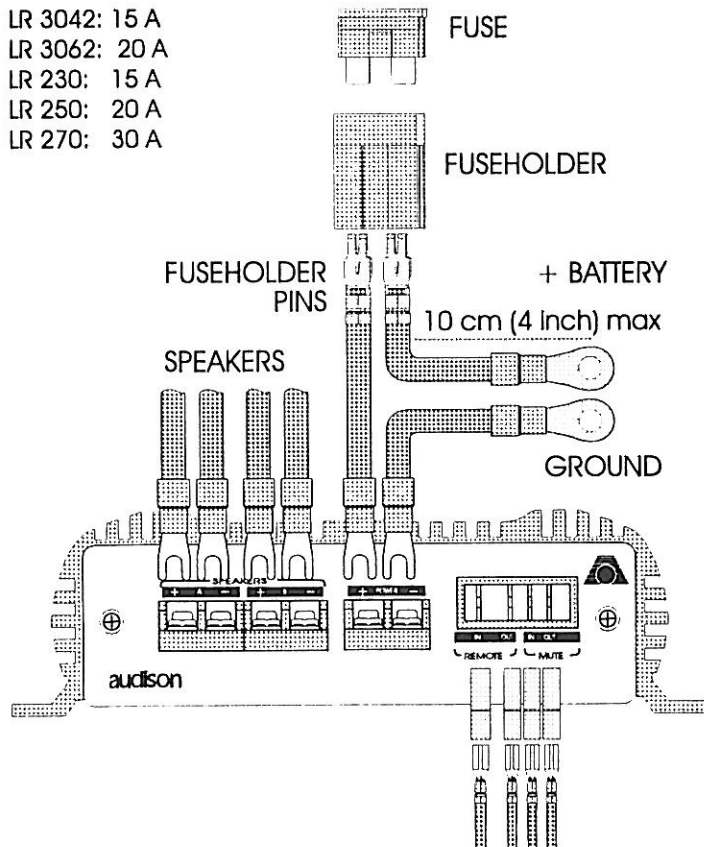 LR 3042: 15 A
LR 3062: 20 A
LR 230: 15 A
LR 250: 20 A
LR 270: 30 A
FUSE
FUSEHOLDER
FUSEHOLDER
PINS
+ BATTERY
10 cm (4 inch) max
SPEAKERS
GROUND
SPEAKERS
+ A − + B −
+ POWER −
IN OUT IN OUT
REMOTE MUTE
audison